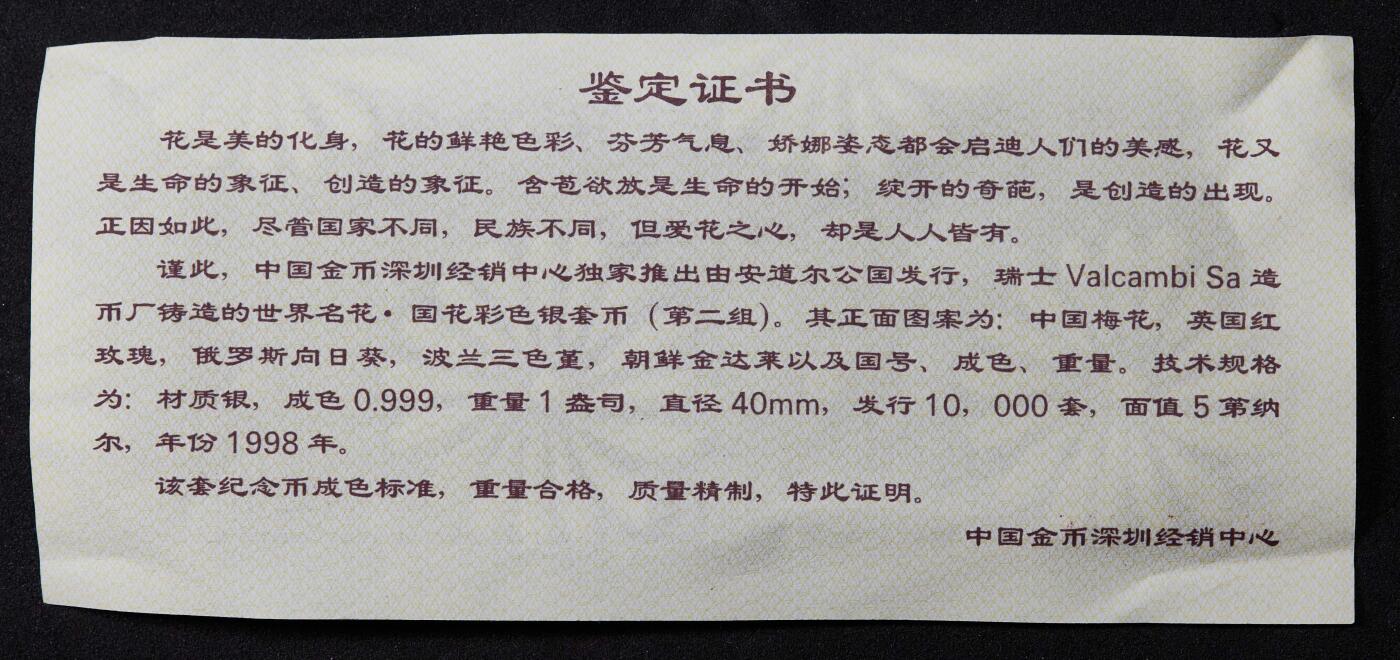 鉴定证书
花是美的化身，花的鲜艳色彩、芬芳气息、娇娜姿态都会启迪人们的美感，花又
是生命的象征、创造的象征。含苞欲放是生命的开始；绽开的奇葩，是创造的出现。
正因如此，尽管国家不同，民族不同，但爱花之心，却是人人皆有。
谨此，中国金币深圳经销中心独家推出由安道尔公国发行，瑞士 Valcambi Sa 造
币厂铸造的世界名花·国花彩色银套币（第二组）。其正面图案为：中国梅花，英国红
玫瑰，俄罗斯向日葵，波兰三色堇，朝鲜金达莱以及国号、成色、重量。技术规格
为：材质银，成色 0.999，重量 1 盎司，直径 40mm，发行 10，000 套，面值 5 第纳
尔，年份 1998 年。
该套纪念币成色标准，重量合格，质量精制，特此证明。
中国金币深圳经销中心